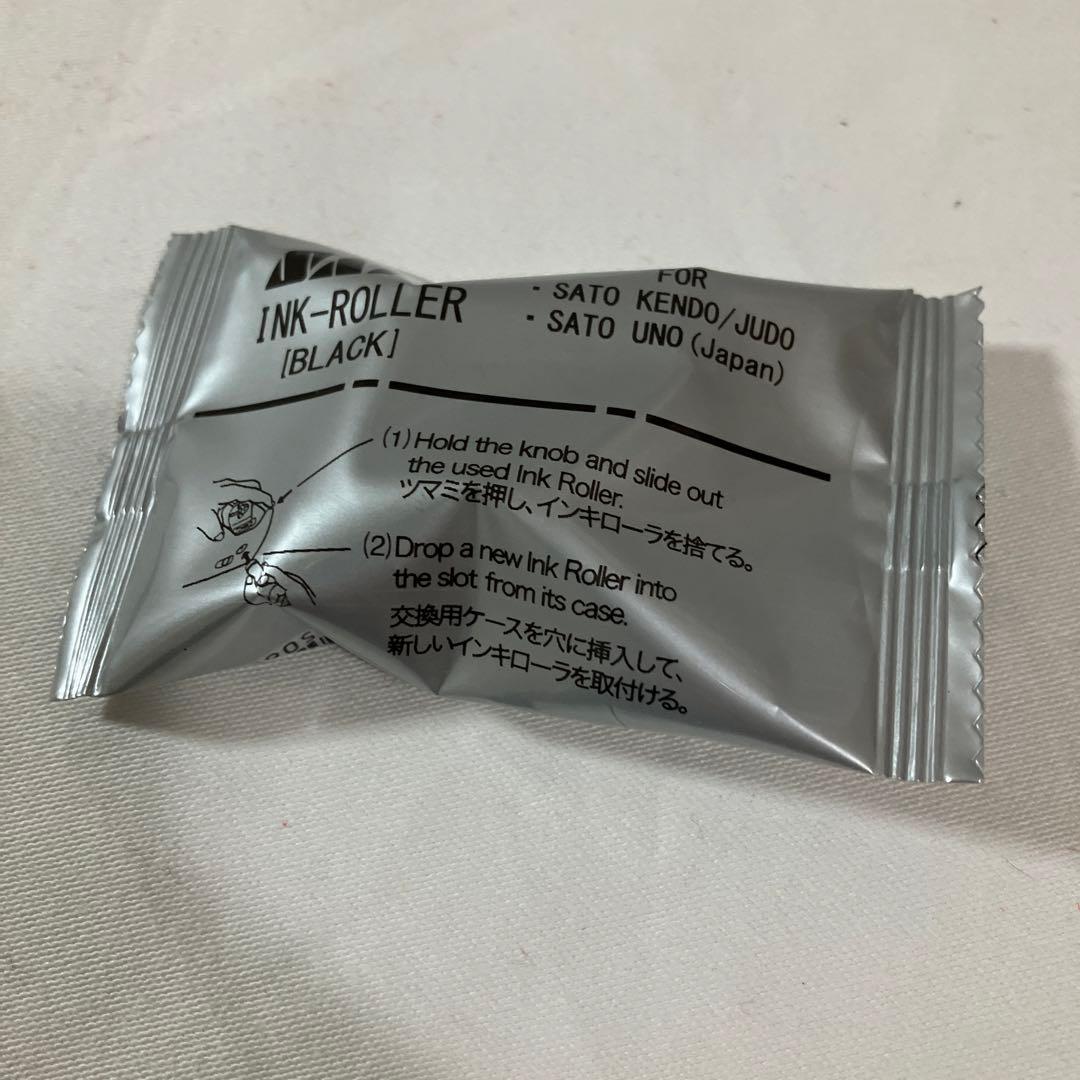 INK-ROLLER
[BLACK]
FOR
・SATO KENDO/JUDO
・SATO UNO(Japan)
(1)Hold the knob and slide out
the used Ink Roller.
ツマミを押し、インキローラを捨てる。
(2)Drop a new Ink Roller into
the slot from its case.
交換用ケースを穴に挿入して、
新しいインキローラを取付ける。